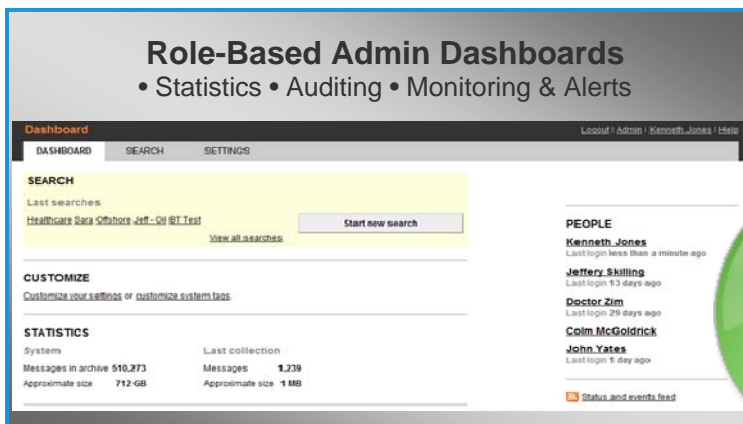 Role-Based Admin Dashboards
• Statistics • Auditing • Monitoring & Alerts
Dashboard
Logout | Admin | Kenneth Jones | Help
DASHBOARD SEARCH SETTINGS
SEARCH
Last searches
Healthcare Sara Offshore Jeff - Oil IBT Test
Start new search
View all searches
CUSTOMIZE
Customize your settings or customize system tags.
STATISTICS
System Last collection
Messages in archive 510,273 Messages 1,239
Approximate size 712 GB Approximate size 1 MB
PEOPLE
Kenneth Jones
Last login less than a minute ago
Jeffery Skilling
Last login 13 days ago
Doctor Zim
Last login 29 days ago
Colm McGoldrick
John Yates
Last login 1 day ago
Status and events feed